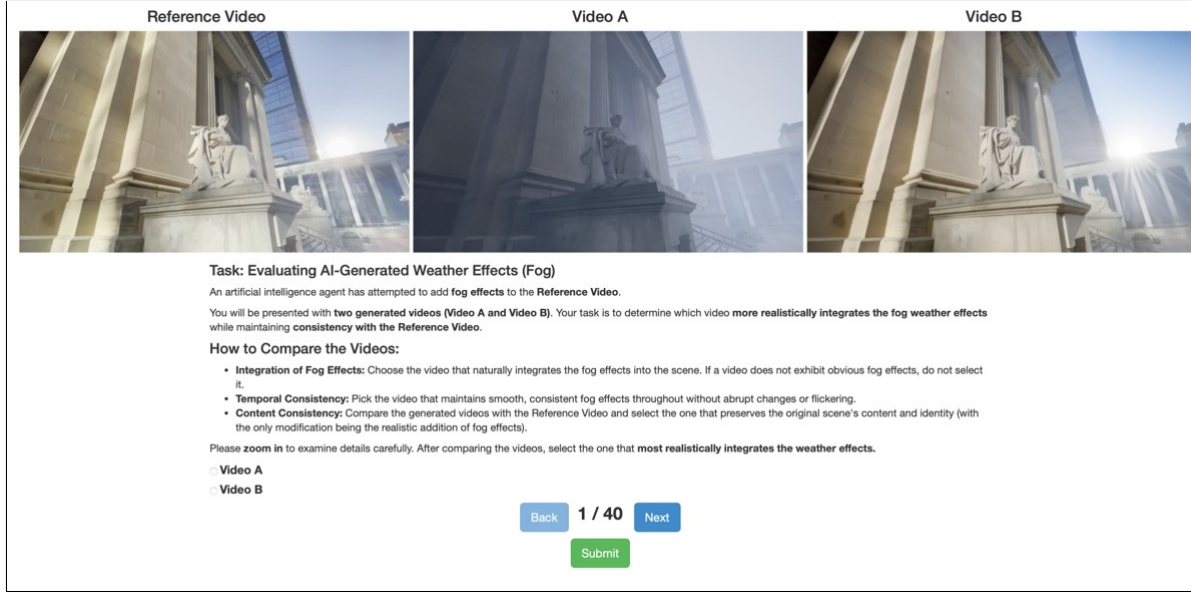 Reference Video
Video A
Video B
Task: Evaluating AI-Generated Weather Effects (Fog)
An artificial intelligence agent has attempted to add fog effects to the Reference Video.
You will be presented with two generated videos (Video A and Video B). Your task is to determine which video more realistically integrates the fog weather effects
while maintaining consistency with the Reference Video.
How to Compare the Videos:
• Integration of Fog Effects: Choose the video that naturally integrates the fog effects into the scene. If a video does not exhibit obvious fog effects, do not select
it.
• Temporal Consistency: Pick the video that maintains smooth, consistent fog effects throughout without abrupt changes or flickering.
• Content Consistency: Compare the generated videos with the Reference Video and select the one that preserves the original scene's content and identity (with
the only modification being the realistic addition of fog effects).
Please zoom in to examine details carefully. After comparing the videos, select the one that most realistically integrates the weather effects.
Video A
Video B
Back 1 / 40 Next
Submit